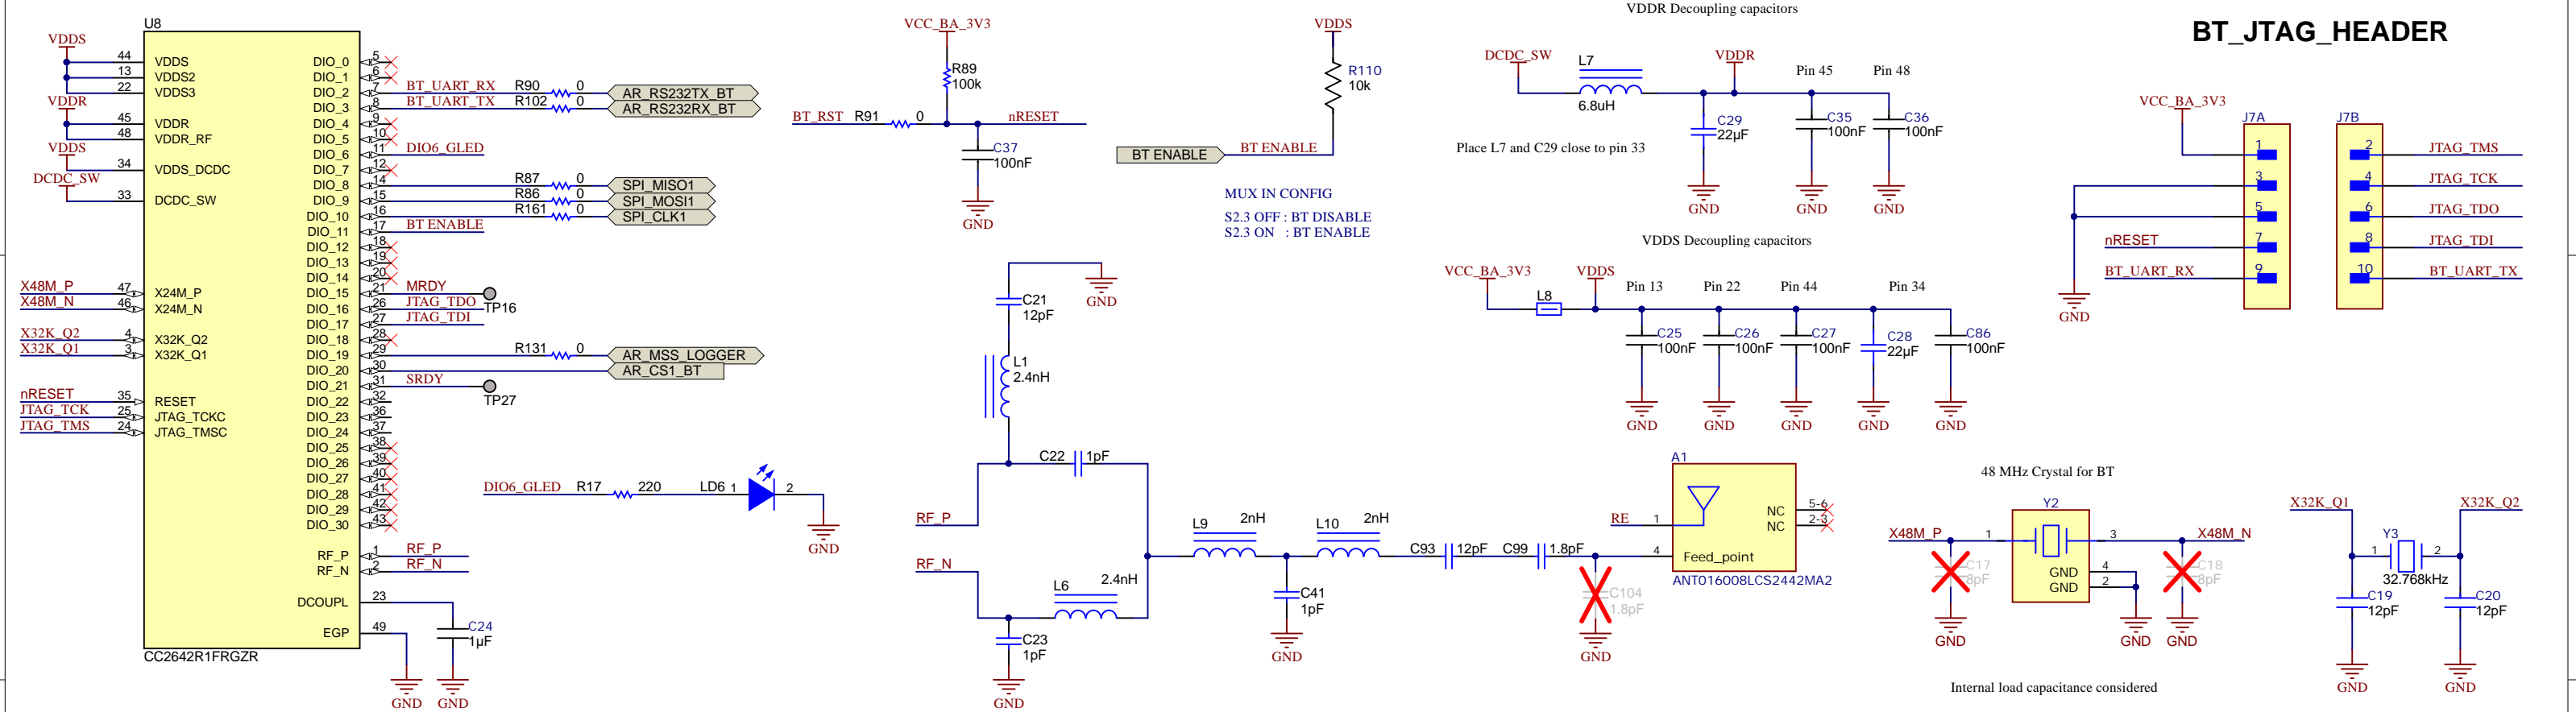 U8
VDDS
44 VDDS
13 VDDS2
22 VDDS3
VDDR
45 VDDR
48 VDDR_RF
VDDS
34 VDDS_DCDC
DCDC_SW
33 DCDC_SW
X48M_P 47 X24M_P
X48M_N 46 X24M_N
X32K_Q2 4 X32K_Q2
X32K_Q1 3 X32K_Q1
nRESET 35 RESET
JTAG_TCK 25 JTAG_TCKC
JTAG_TMS 24 JTAG_TMSC
DIO_0 5
DIO_1 6
DIO_2 7 BT_UART_RX R90 0 AR_RS232TX_BT
DIO_3 8 BT_UART_TX R102 0 AR_RS232RX_BT
DIO_4 9
DIO_5 10
DIO_6 11 DIO6_GLED
DIO_7 12
DIO_8 14 R87 0 SPI_MISO1
DIO_9 15 R86 0 SPI_MOSI1
DIO_10 16 R161 0 SPI_CLK1
DIO_11 17 BT ENABLE
DIO_12 18
DIO_13 19
DIO_14 20
DIO_15 21 MRDY
DIO_16 26 JTAG_TDO TP16
DIO_17 27 JTAG_TDI
DIO_18 28
DIO_19 29 R131 0 AR_MSS_LOGGER
DIO_20 30 AR_CS1_BT
DIO_21 31 SRDY
DIO_22 32 TP27
DIO_23 36
DIO_24 37
DIO_25 38
DIO_26 39
DIO_27 40
DIO_28 41
DIO_29 42
DIO_30 43
RF_P 1 RF_P
RF_N 2 RF_N
DCOUPL 23
C24
1µF
EGP 49
CC2642R1FRGZR
GND GND
DIO6_GLED R17 220 LD6 1 2
GND
VCC_BA_3V3
R89
100k
BT_RST R91 0 nRESET
C37
100nF
GND
VDDS
R110
10k
BT ENABLE BT ENABLE
MUX IN CONFIG
S2.3 OFF : BT DISABLE
S2.3 ON : BT ENABLE
GND
C21
12pF
L1
2.4nH
C22 1pF
RF_P
RF_N
L6 2.4nH
C23
1pF
GND
L9 2nH
L10 2nH
C41
1pF
GND
C93 12pF
C99 1.8pF
C104
1.8pF
GND
A1
RE 1
4 Feed_point
NC 5-6
NC 2-3
ANT016008LCS2442MA2
VDDR Decoupling capacitors
DCDC_SW L7 VDDR Pin 45 Pin 48
6.8uH
C29
22µF
C35
100nF
C36
100nF
Place L7 and C29 close to pin 33
GND GND GND
VDDS Decoupling capacitors
VCC_BA_3V3 VDDS
L8
Pin 13 Pin 22 Pin 44 Pin 34
C25
100nF
C26
100nF
C27
100nF
C28
22µF
C86
100nF
GND GND GND GND GND
48 MHz Crystal for BT
Y2
X48M_P 1 3 X48M_N
C17
8pF
GND 4
GND 2
C18
8pF
GND GND GND
Internal load capacitance considered
X32K_Q1 X32K_Q2
Y3
1 2
32.768kHz
C19
12pF
C20
12pF
GND GND
BT_JTAG_HEADER
VCC_BA_3V3
J7A J7B
1 2 JTAG_TMS
3 4 JTAG_TCK
5 6 JTAG_TDO
nRESET 7 8 JTAG_TDI
BT_UART_RX 9 10 BT_UART_TX
GND